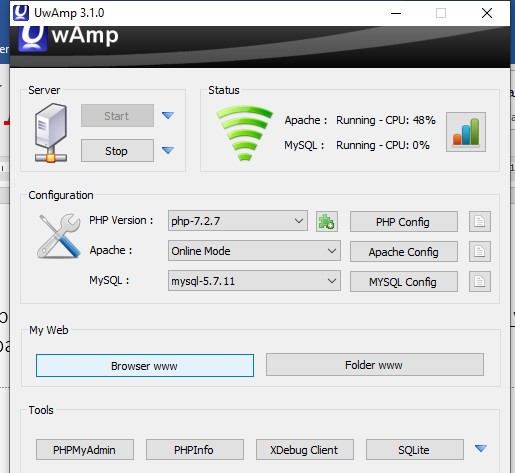 UwAmp 3.1.0
UwAmp
Server
Start
Stop
Status
Apache : Running - CPU: 48%
MySQL : Running - CPU: 0%
Configuration
PHP Version : php-7.2.7 PHP Config
Apache : Online Mode Apache Config
MySQL : mysql-5.7.11 MYSQL Config
My Web
Browser www Folder www
Tools
PHPMyAdmin PHPInfo XDebug Client SQLite